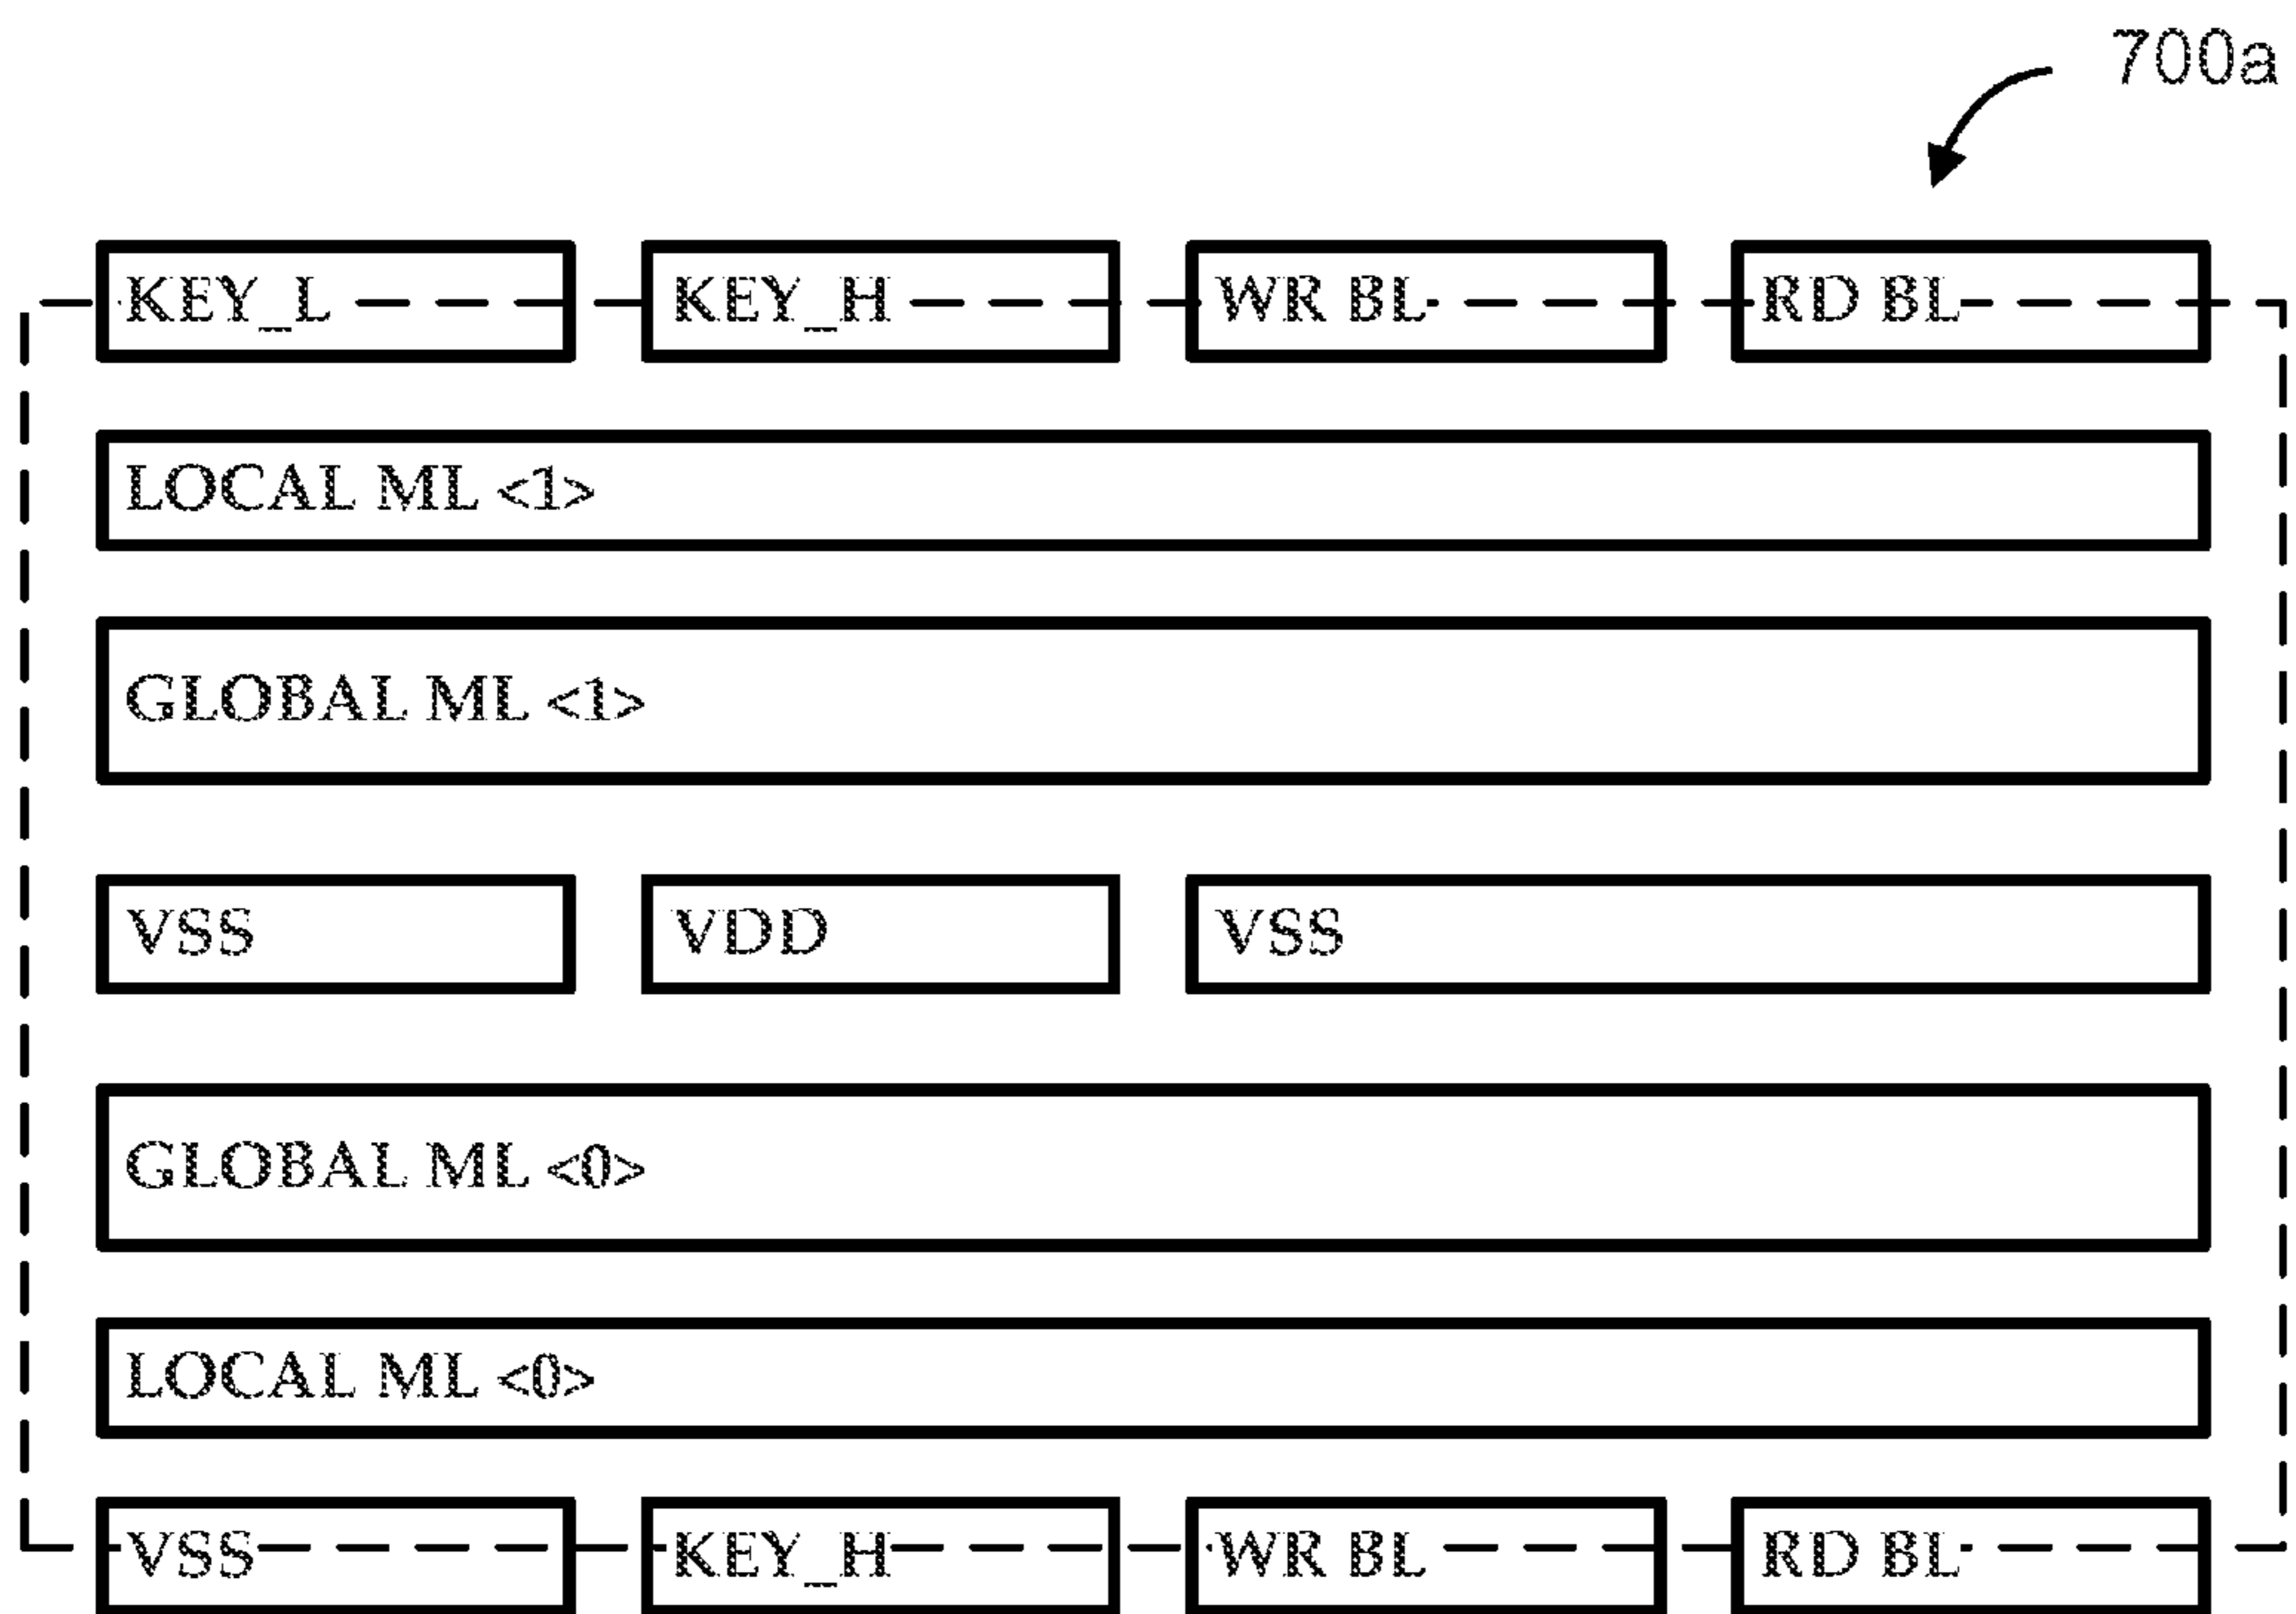 700a
KEY_L KEY_H WR BL RD BL
LOCAL ML <1>
GLOBAL ML <1>
VSS VDD VSS
GLOBAL ML <0>
LOCAL ML <0>
VSS KEY_H WR BL RD BL